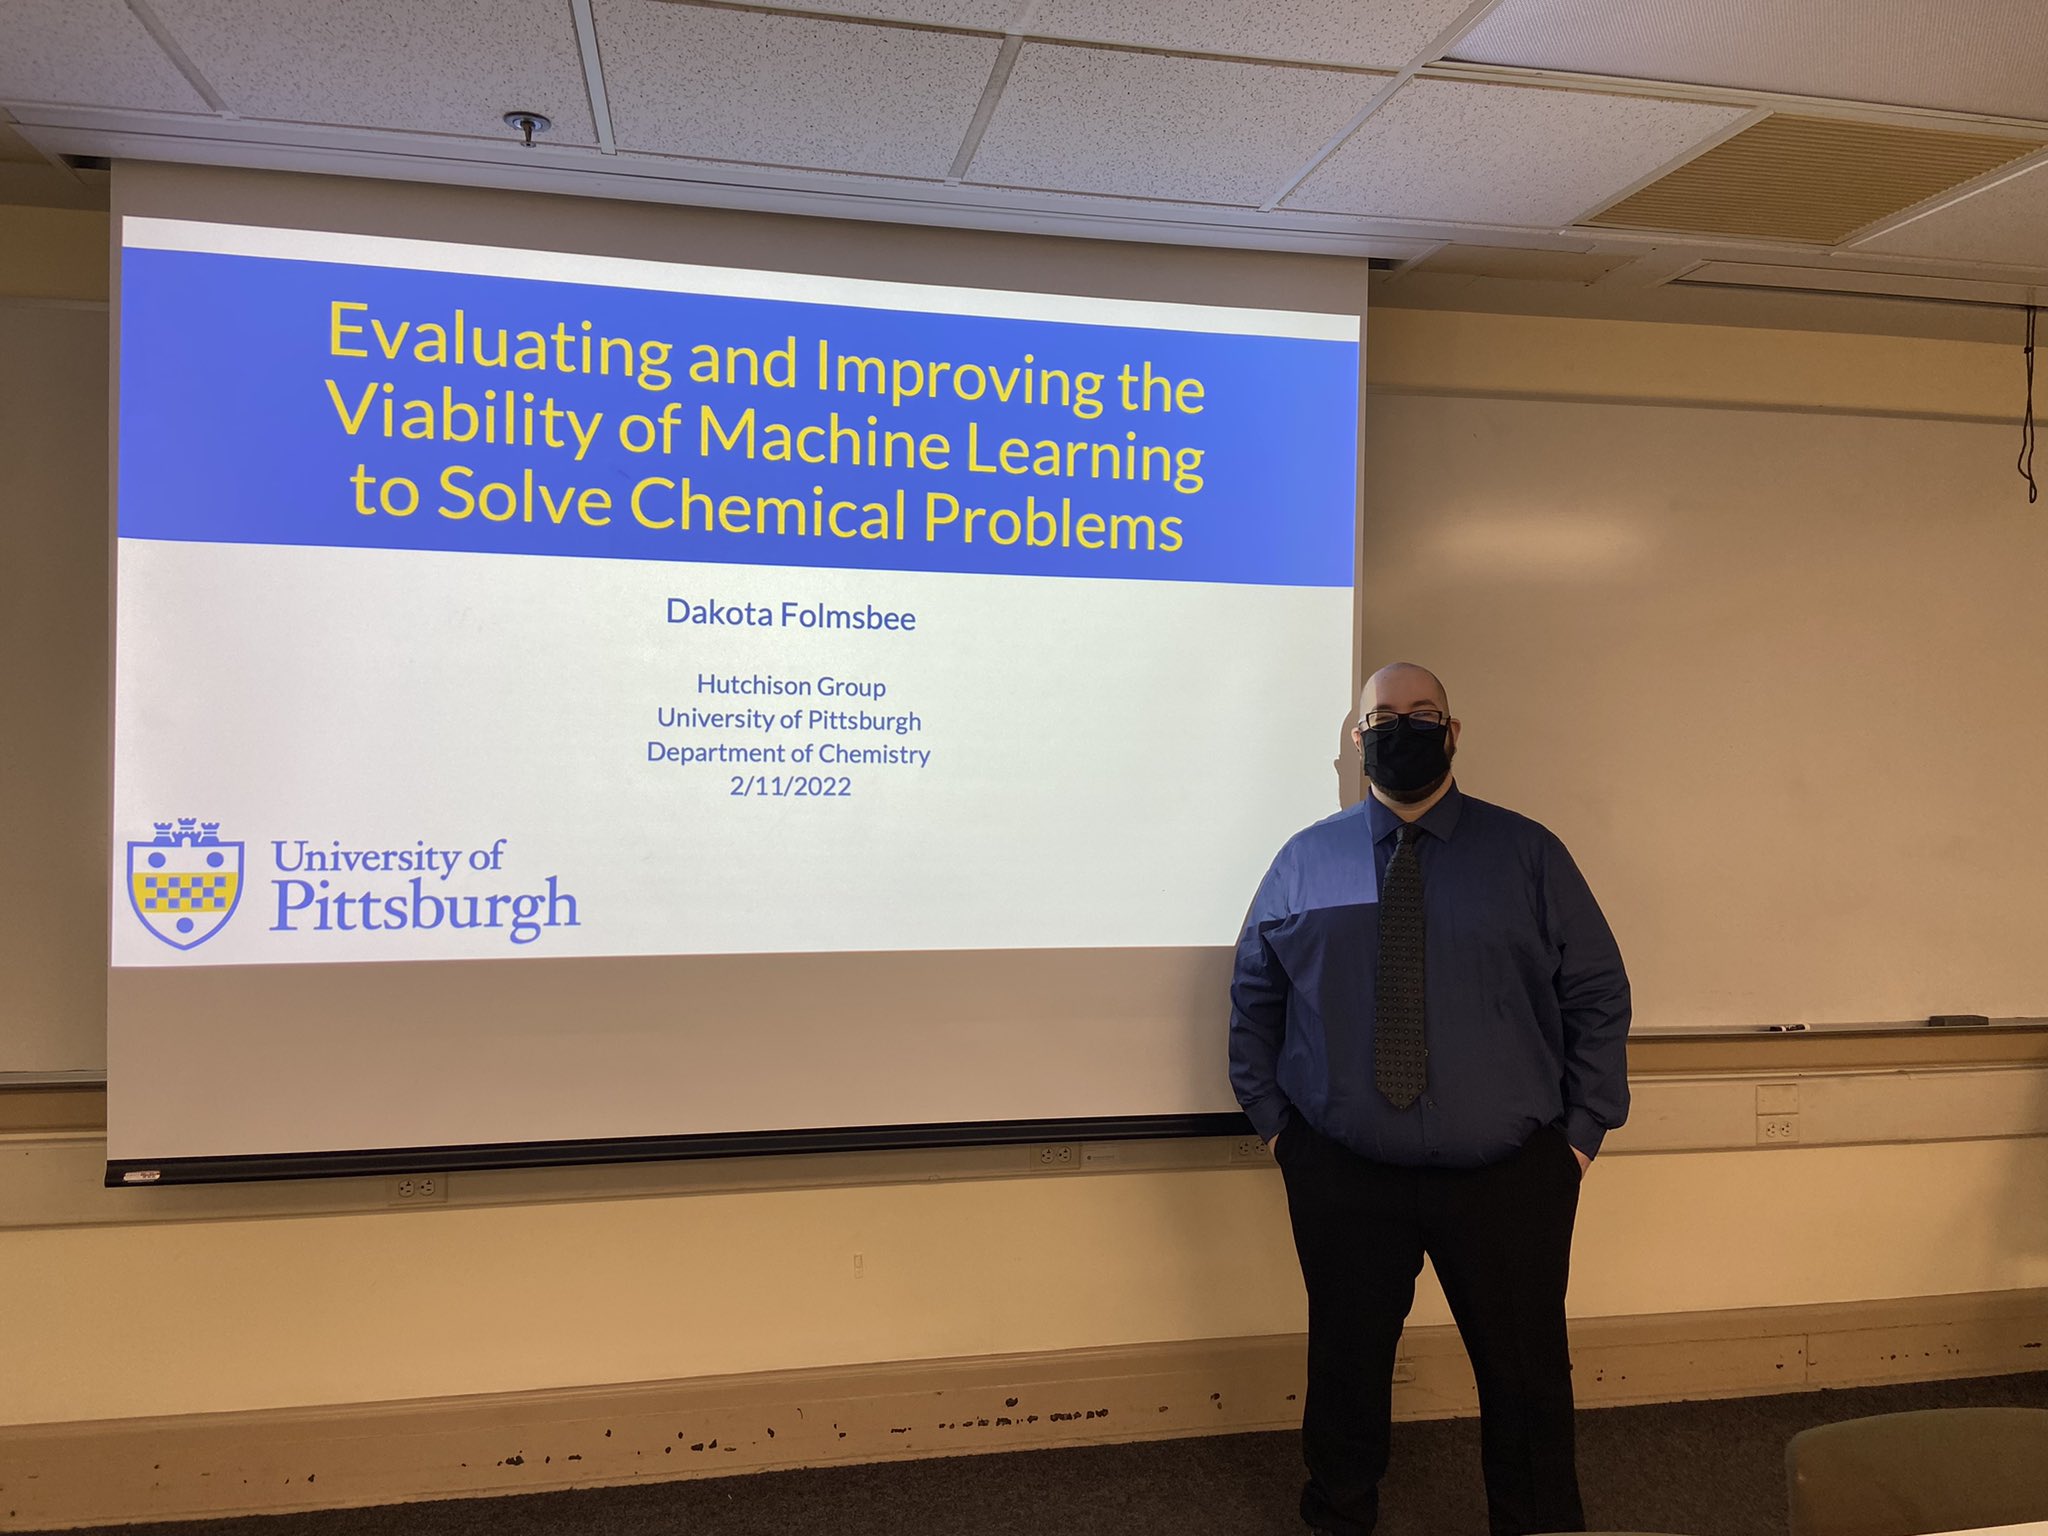 Evaluating and Improving the
Viability of Machine Learning
to Solve Chemical Problems
Dakota Folmsbee
Hutchison Group
University of Pittsburgh
Department of Chemistry
2/11/2022
University of
Pittsburgh